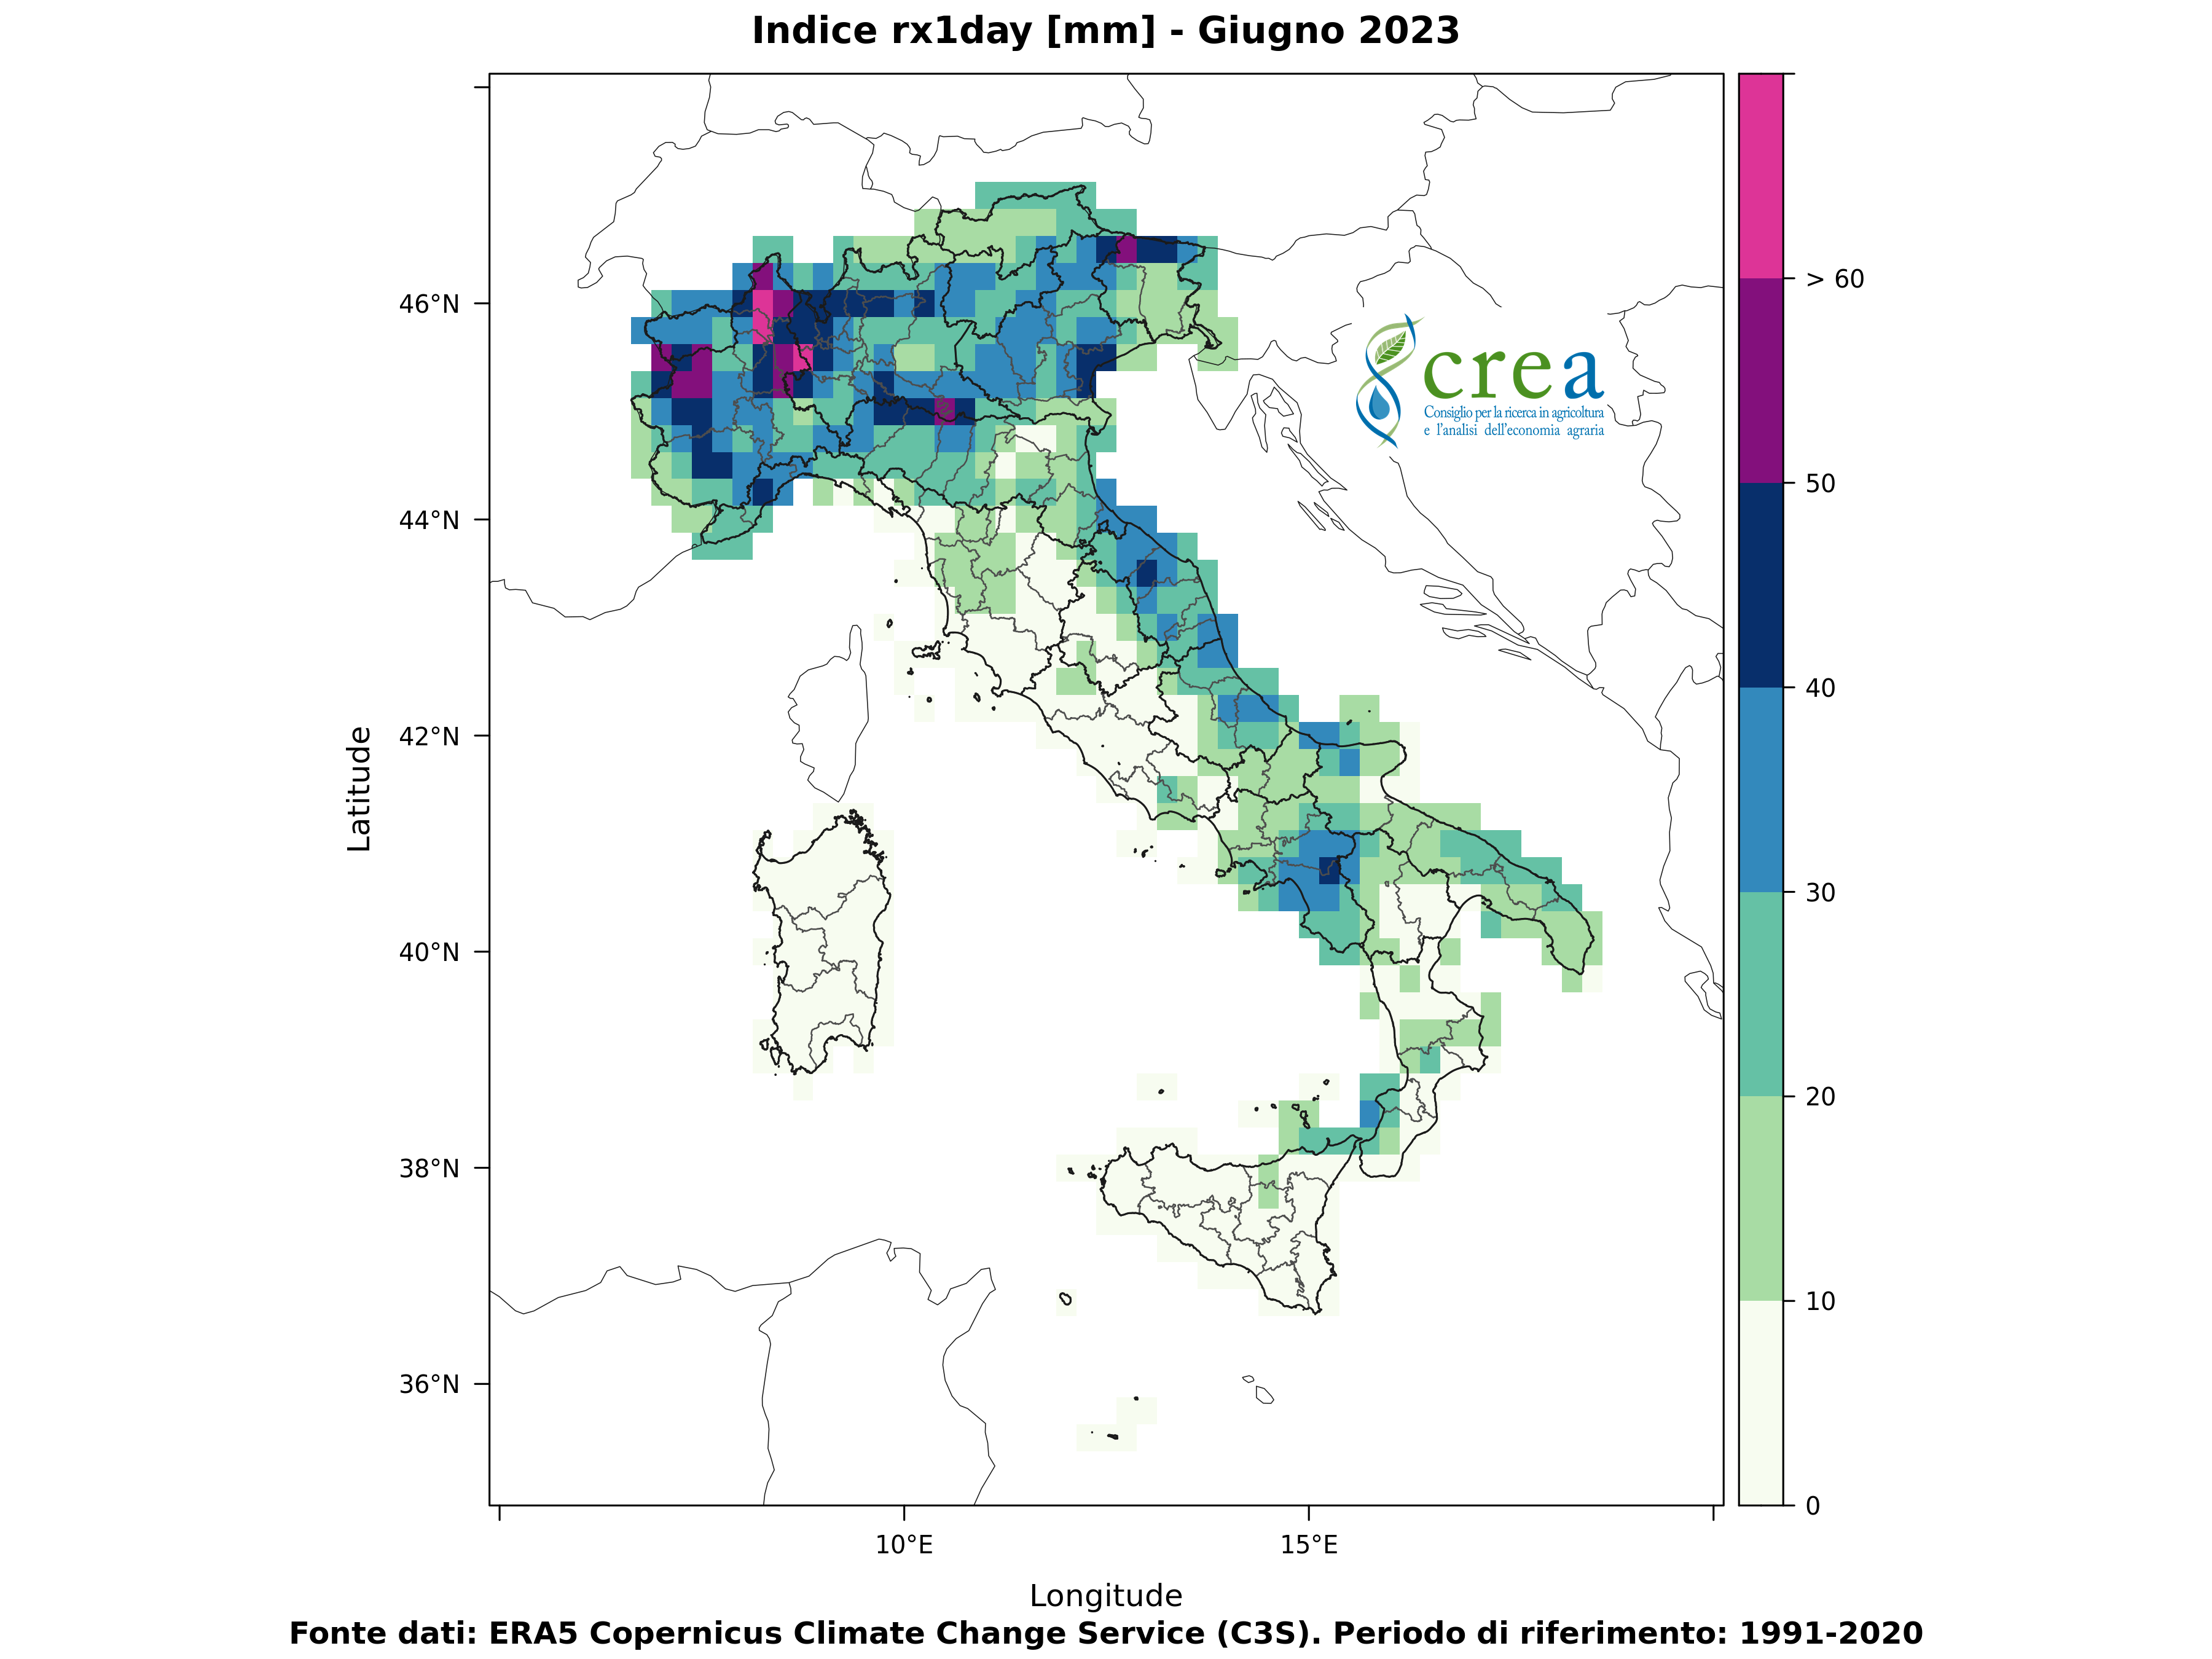 Indice rx1day [mm] - Giugno 2023
> 60
46°N
crea
Consiglio per la ricerca in agricoltura
e l'analisi dell'economia agraria
50
44°N
40
42°N
Latitude
30
40°N
20
38°N
10
36°N
0
10°E
15°E
Longitude
Fonte dati: ERA5 Copernicus Climate Change Service (C3S). Periodo di riferimento: 1991-2020